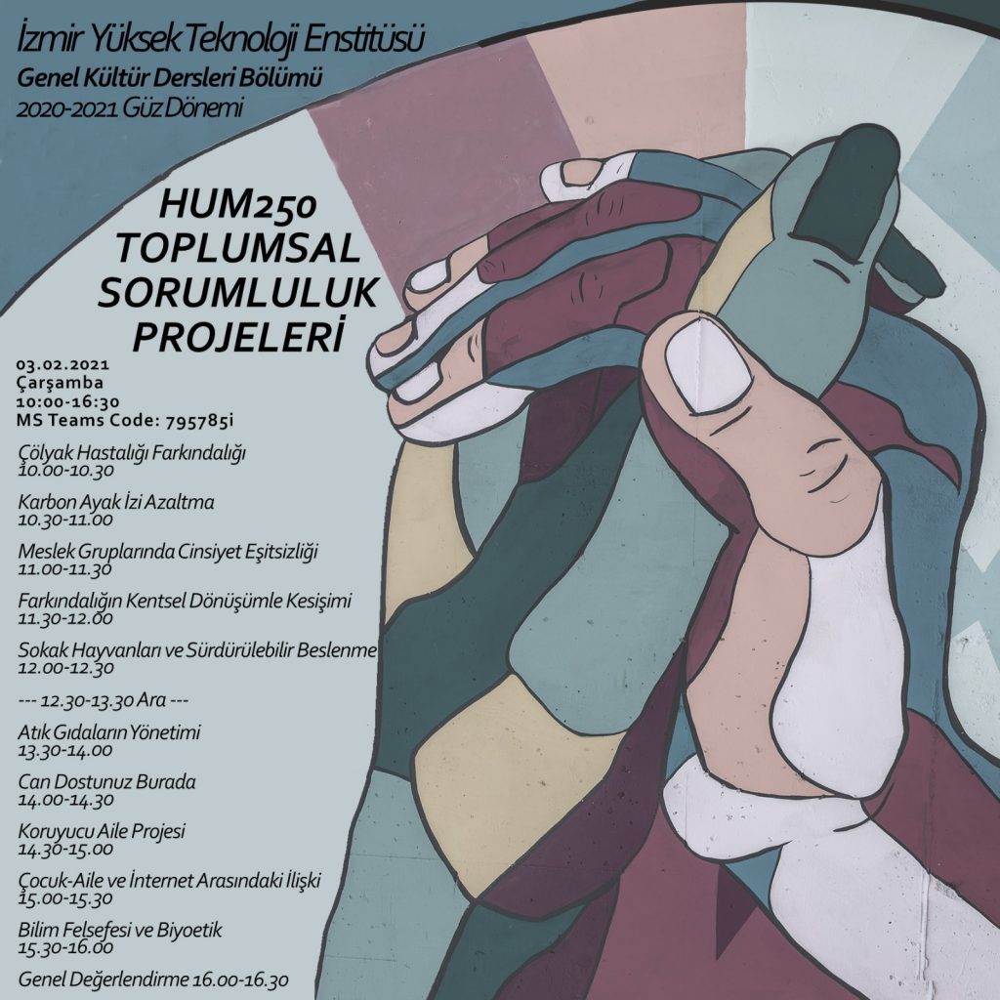 İzmir Yüksek Teknoloji Enstitüsü
Genel Kültür Dersleri Bölümü
2020-2021 Güz Dönemi
HUM250
TOPLUMSAL
SORUMLULUK
PROJELERİ
03.02.2021
Çarşamba
10:00-16:30
MS Teams Code: 795785i
Çölyak Hastalığı Farkındalığı
10.00-10.30
Karbon Ayak İzi Azaltma
10.30-11.00
Meslek Gruplarında Cinsiyet Eşitsizliği
11.00-11.30
Farkındalığın Kentsel Dönüşümle Kesişimi
11.30-12.00
Sokak Hayvanları ve Sürdürülebilir Beslenme
12.00-12.30
--- 12.30-13.30 Ara ---
Atık Gıdaların Yönetimi
13.30-14.00
Can Dostunuz Burada
14.00-14.30
Koruyucu Aile Projesi
14.30-15.00
Çocuk-Aile ve İnternet Arasındaki İlişki
15.00-15.30
Bilim Felsefesi ve Biyoetik
15.30-16.00
Genel Değerlendirme 16.00-16.30